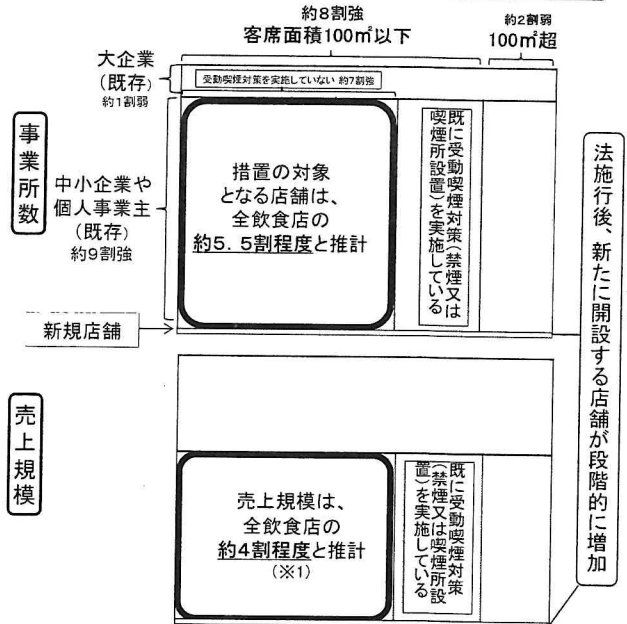 約8割強
客席面積100㎡以下
約2割弱
100㎡超
大企業
(既存)
約1割弱
受動喫煙対策を実施していない 約7割強
事業所数
中小企業や
個人事業主
(既存)
約9割強
措置の対象
となる店舗は、
全飲食店の
約5.5割程度と推計
既に受動喫煙対策(禁煙又は
喫煙所設置)を実施している
新規店舗
法施行後、新たに開設する店舗が段階的に増加
売上規模
売上規模は、
全飲食店の
約4割程度と推計
(※1)
既に受動喫煙対策
(禁煙又は喫煙所設
置)を実施している